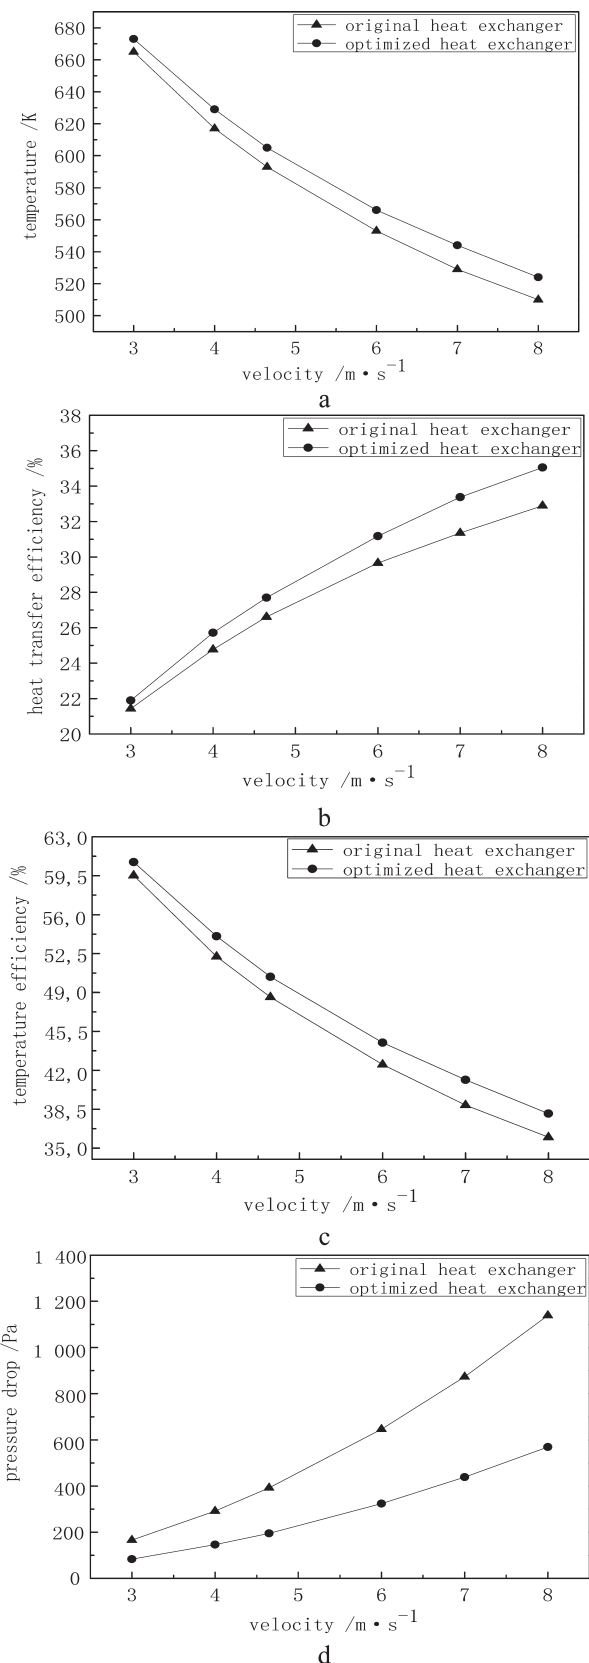 680
660
640
620
600
580
560
540
520
500
temperature /K
original heat exchanger
optimized heat exchanger
3 4 5 6 7 8
velocity /m • s⁻¹
a
38
36
34
32
30
28
26
24
22
20
heat transfer efficiency /%
original heat exchanger
optimized heat exchanger
3 4 5 6 7 8
velocity /m • s⁻¹
b
63,0
59,5
56,0
52,5
49,0
45,5
42,0
38,5
35,0
temperature efficiency /%
original heat exchanger
optimized heat exchanger
3 4 5 6 7 8
velocity /m • s⁻¹
c
1 400
1 200
1 000
800
600
400
200
0
pressure drop /Pa
original heat exchanger
optimized heat exchanger
3 4 5 6 7 8
velocity /m • s⁻¹
d